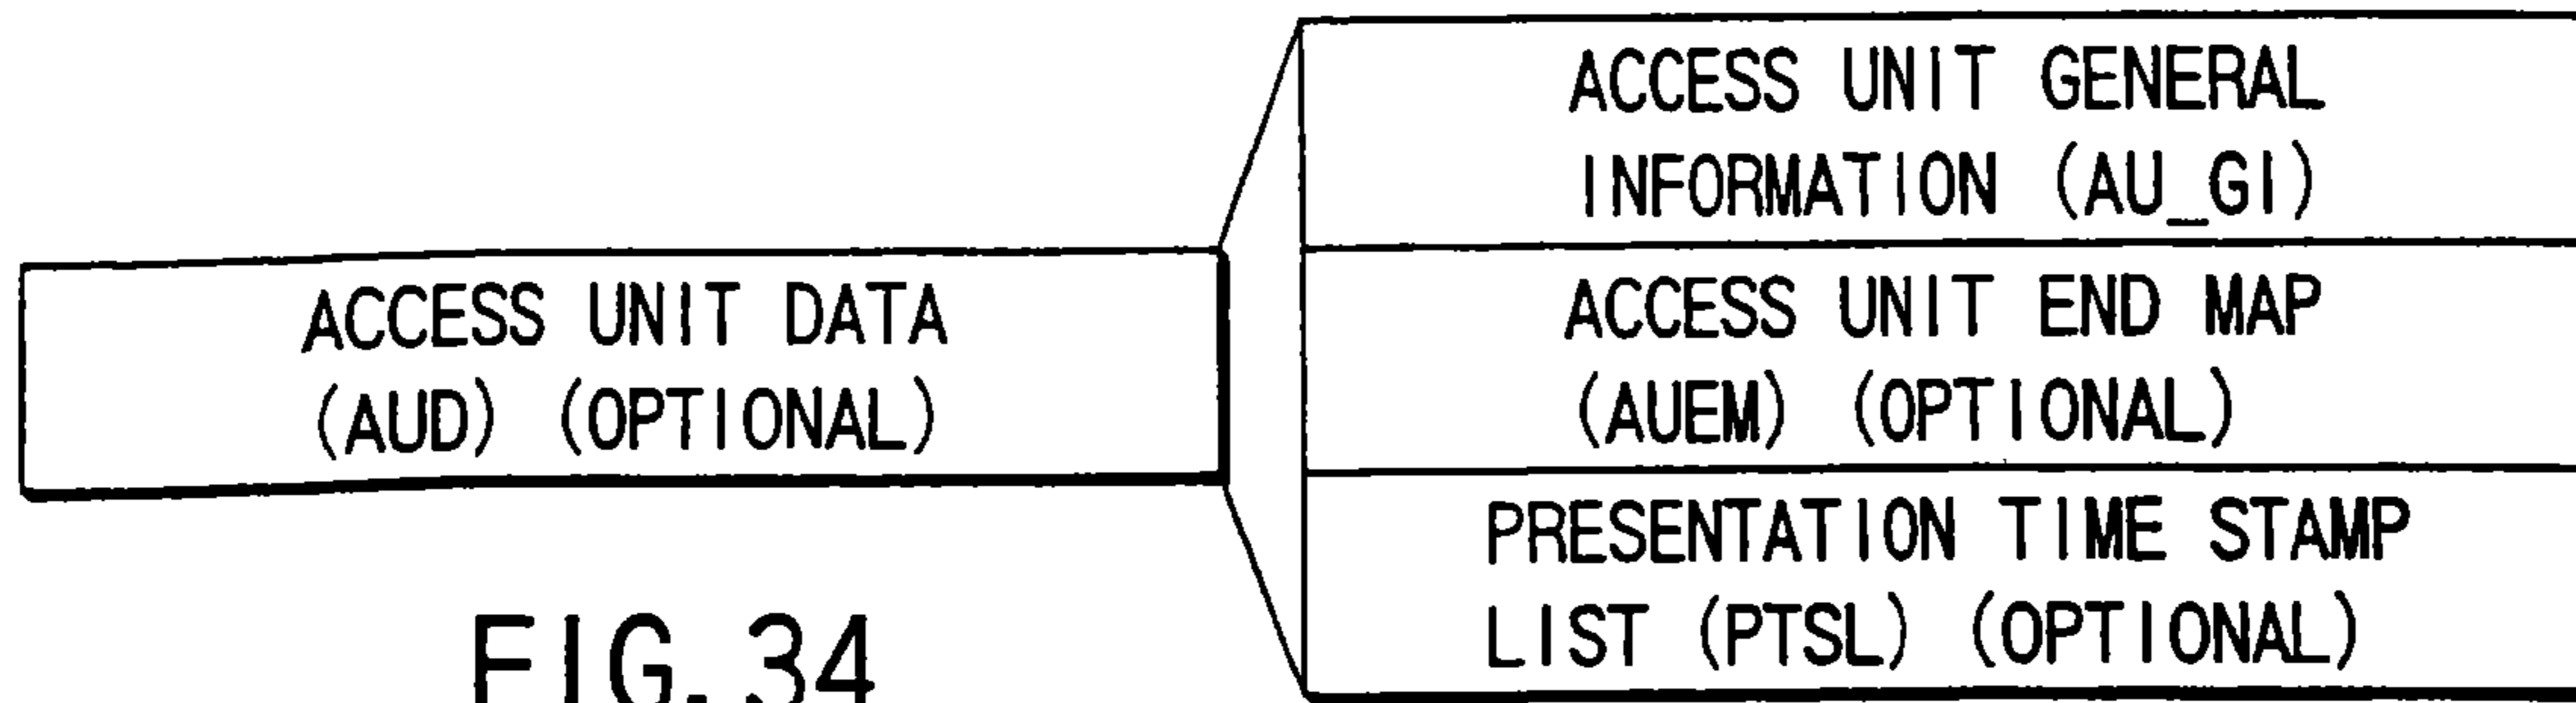 ACCESS UNIT DATA
(AUD) (OPTIONAL)
ACCESS UNIT GENERAL
INFORMATION (AU_GI)
ACCESS UNIT END MAP
(AUEM) (OPTIONAL)
PRESENTATION TIME STAMP
LIST (PTSL) (OPTIONAL)
FIG. 34